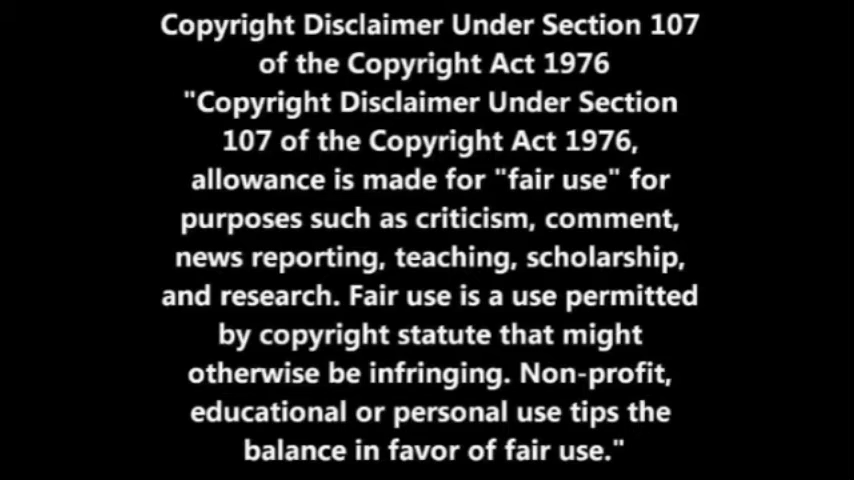 Copyright Disclaimer Under Section 107
of the Copyright Act 1976
"Copyright Disclaimer Under Section
107 of the Copyright Act 1976,
allowance is made for "fair use" for
purposes such as criticism, comment,
news reporting, teaching, scholarship,
and research. Fair use is a use permitted
by copyright statute that might
otherwise be infringing. Non-profit,
educational or personal use tips the
balance in favor of fair use."